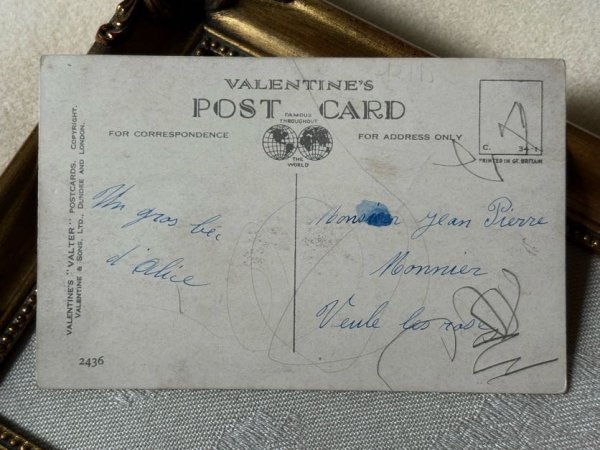 VALENTINE'S
POST CARD
FAMOUS
THROUGHOUT
THE
WORLD
FOR CORRESPONDENCE
FOR ADDRESS ONLY
C. 34-1.
PRINTED IN GT. BRITAIN
VALENTINE'S "VALTER" POSTCARDS. COPYRIGHT.
VALENTINE & SONS, LTD., DUNDEE AND LONDON.
Un gros bec
d'Alice
Monsieur Jean Pierre
Monnier
Veule les roses
2436